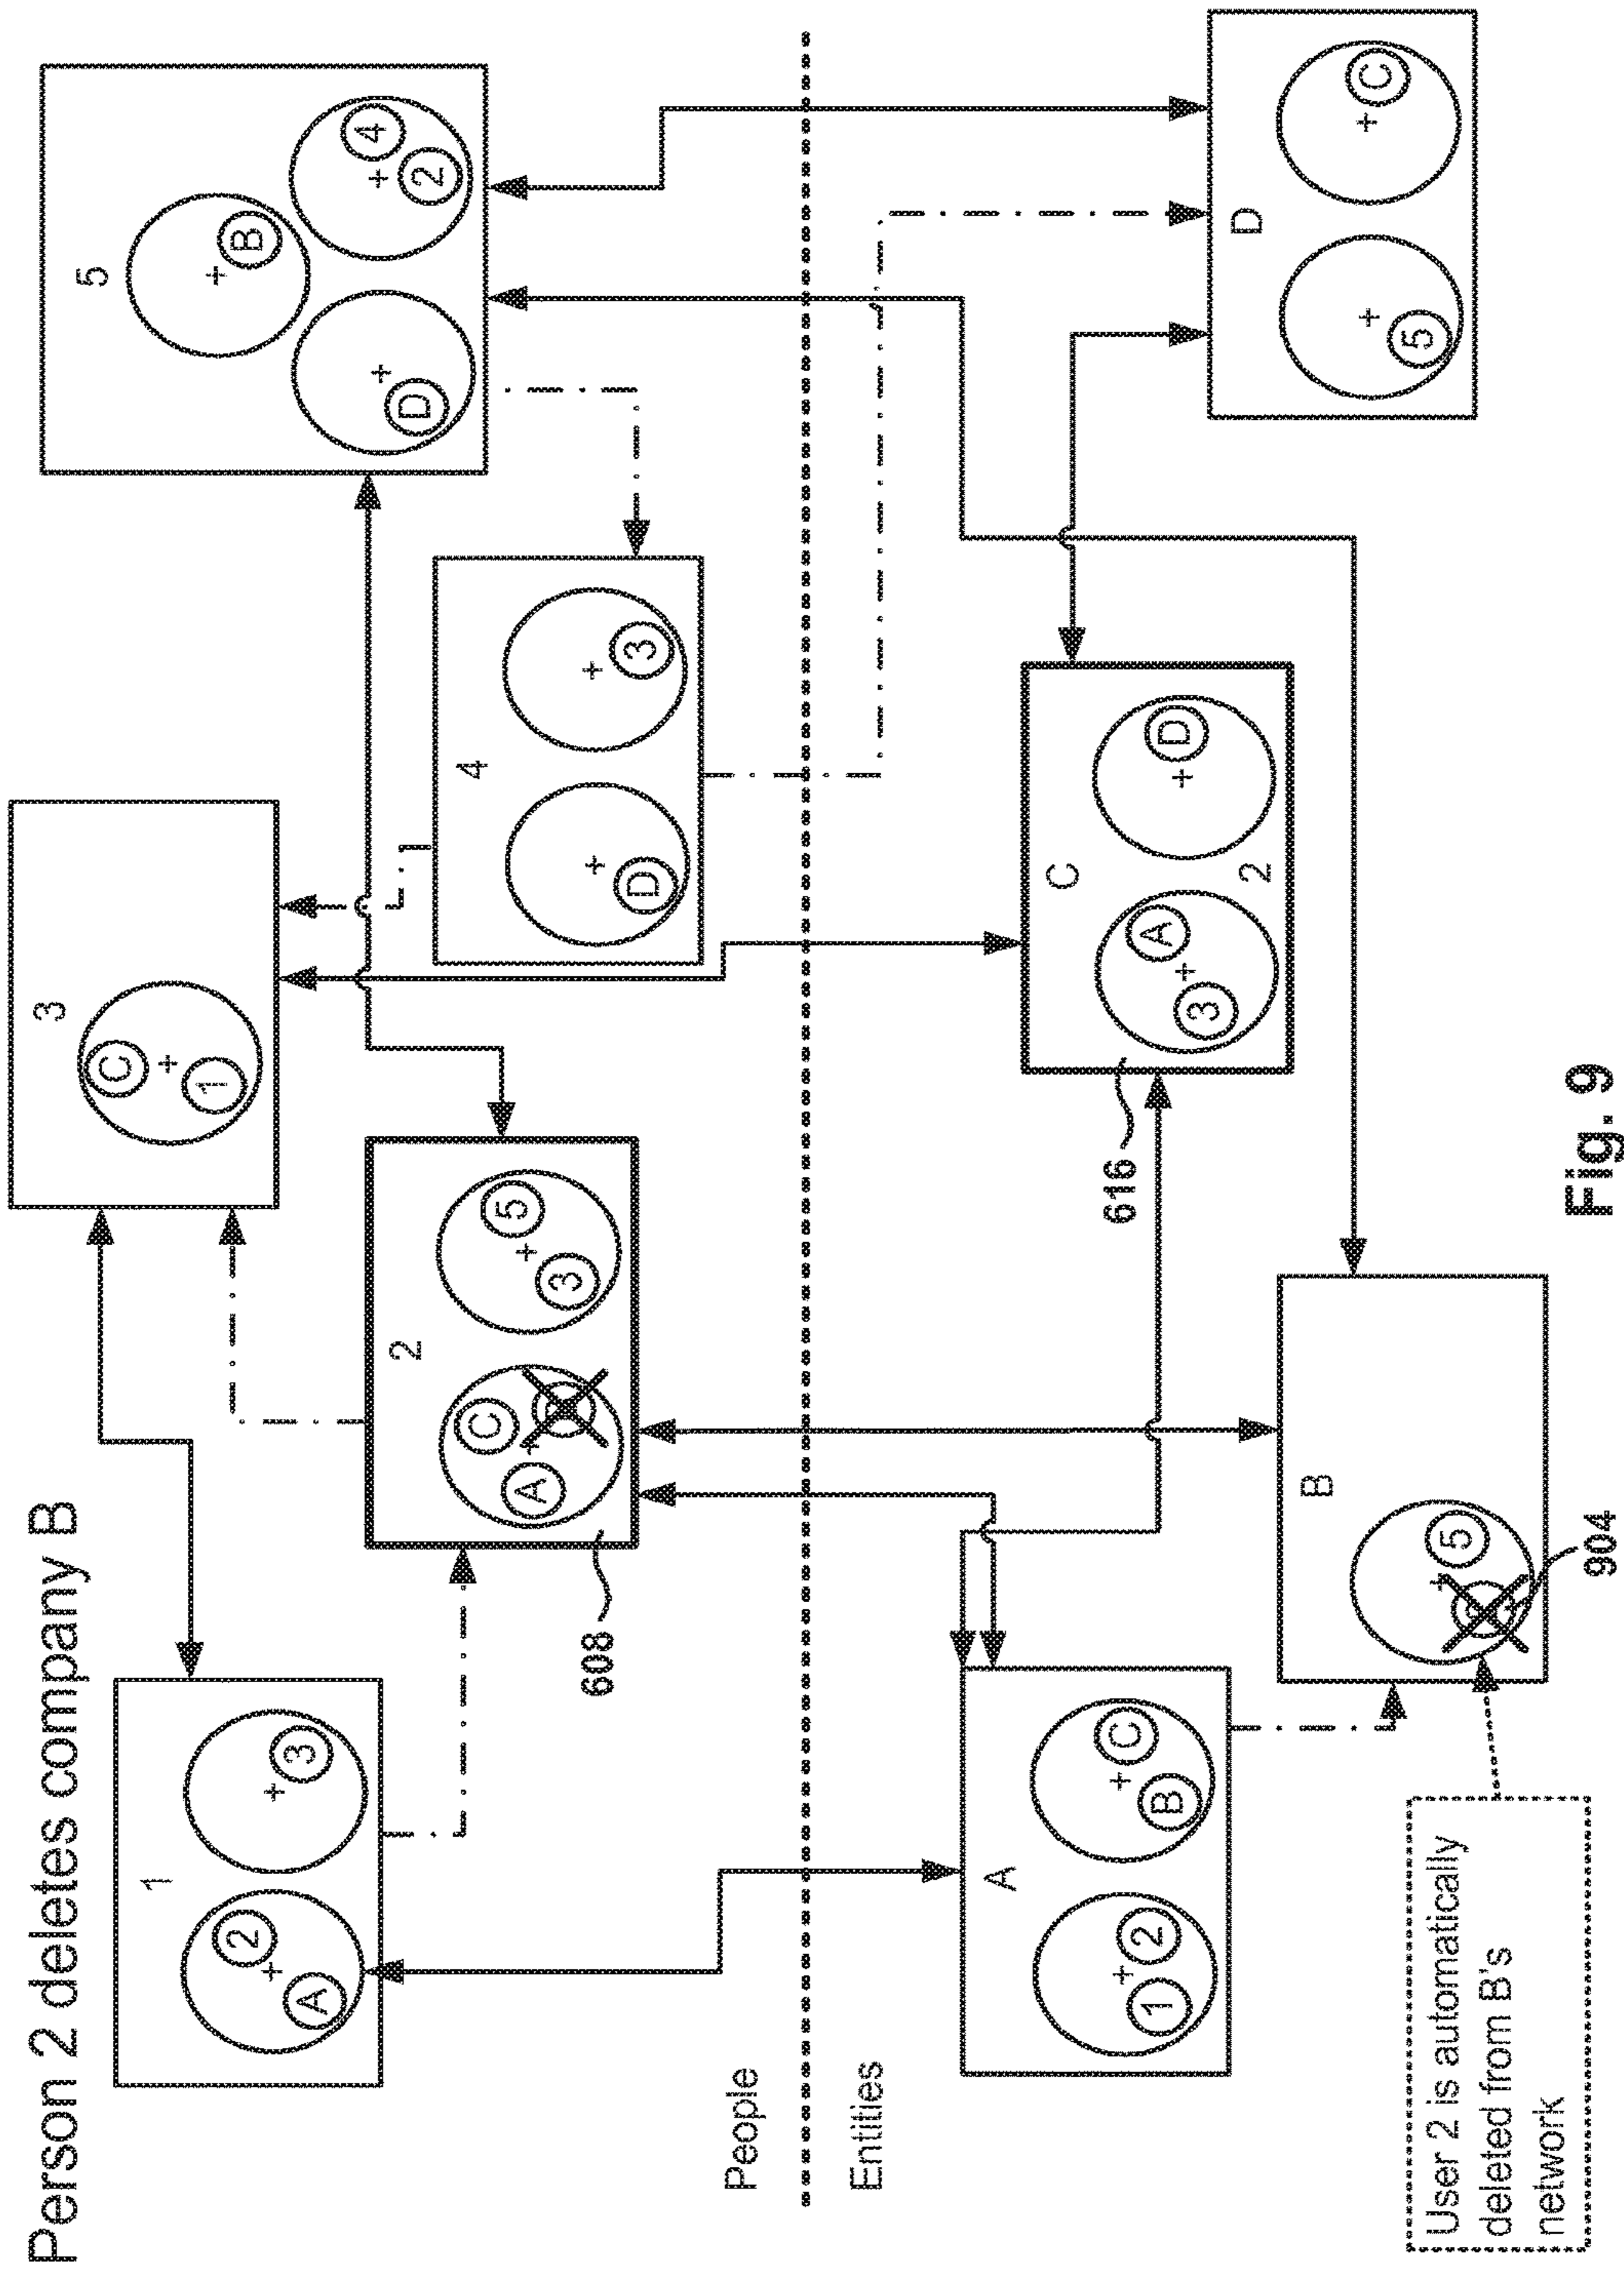 Person 2 deletes company B
1
A
2
3
2
A
C
3
5
608
3
C
1
4
D
3
5
D
B
2
4
People
Entities
A
1
2
B
C
B
5
904
C
3
A
D
2
616
D
5
C
User 2 is automatically
deleted from B's
network
Fig. 9